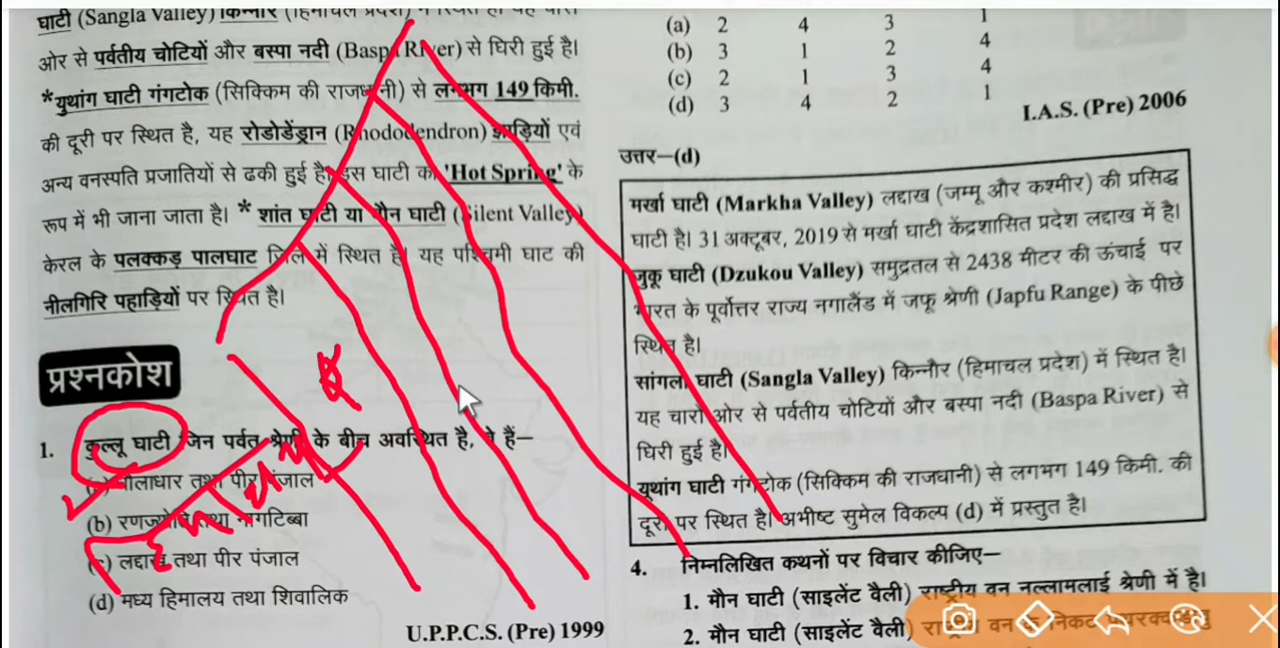 घाटी (Sangla Valley) किन्नौर (हिमाचल प्रदेश) में स्थित है। यह चारों
ओर से पर्वतीय चोटियों और बस्पा नदी (Baspa River) से घिरी हुई है।
*युथांग घाटी गंगटोक (सिक्किम की राजधानी) से लगभग 149 किमी.
की दूरी पर स्थित है, यह रोडोडेंड्रान (Rhododendron) झाड़ियों एवं
अन्य वनस्पति प्रजातियों से ढकी हुई है। इस घाटी को 'Hot Spring' के
रूप में भी जाना जाता है। * शांत घाटी या मौन घाटी (Silent Valley)
केरल के पलक्कड़ पालघाट जिले में स्थित है। यह पश्चिमी घाट की
नीलगिरि पहाड़ियों पर स्थित है।
प्रश्नकोश
1. कुल्लू घाटी जिन पर्वत श्रेणी के बीच अवस्थित है, वे हैं—
(a) धौलाधार तथा पीर पंजाल
(b) रणज्योति तथा नागटिब्बा
(c) लद्दाख तथा पीर पंजाल
(d) मध्य हिमालय तथा शिवालिक
U.P.P.C.S. (Pre) 1999
(a) 2 4 3 1
(b) 3 1 2 4
(c) 2 1 3 4
(d) 3 4 2 1
I.A.S. (Pre) 2006
उत्तर—(d)
मर्खा घाटी (Markha Valley) लद्दाख (जम्मू और कश्मीर) की प्रसिद्ध
घाटी है। 31 अक्टूबर, 2019 से मर्खा घाटी केंद्रशासित प्रदेश लद्दाख में है।
जुकू घाटी (Dzukou Valley) समुद्रतल से 2438 मीटर की ऊंचाई पर
भारत के पूर्वोत्तर राज्य नगालैंड में जफू श्रेणी (Japfu Range) के पीछे
स्थित है।
सांगला घाटी (Sangla Valley) किन्नौर (हिमाचल प्रदेश) में स्थित है।
यह चारों ओर से पर्वतीय चोटियों और बस्पा नदी (Baspa River) से
घिरी हुई है।
यूथांग घाटी गंगटोक (सिक्किम की राजधानी) से लगभग 149 किमी. की
दूरी पर स्थित है। अभीष्ट सुमेल विकल्प (d) में प्रस्तुत है।
4. निम्नलिखित कथनों पर विचार कीजिए—
1. मौन घाटी (साइलेंट वैली) राष्ट्रीय वन नल्लामलाई श्रेणी में है।
2. मौन घाटी (साइलेंट वैली) राष्ट्रीय वन के निकट